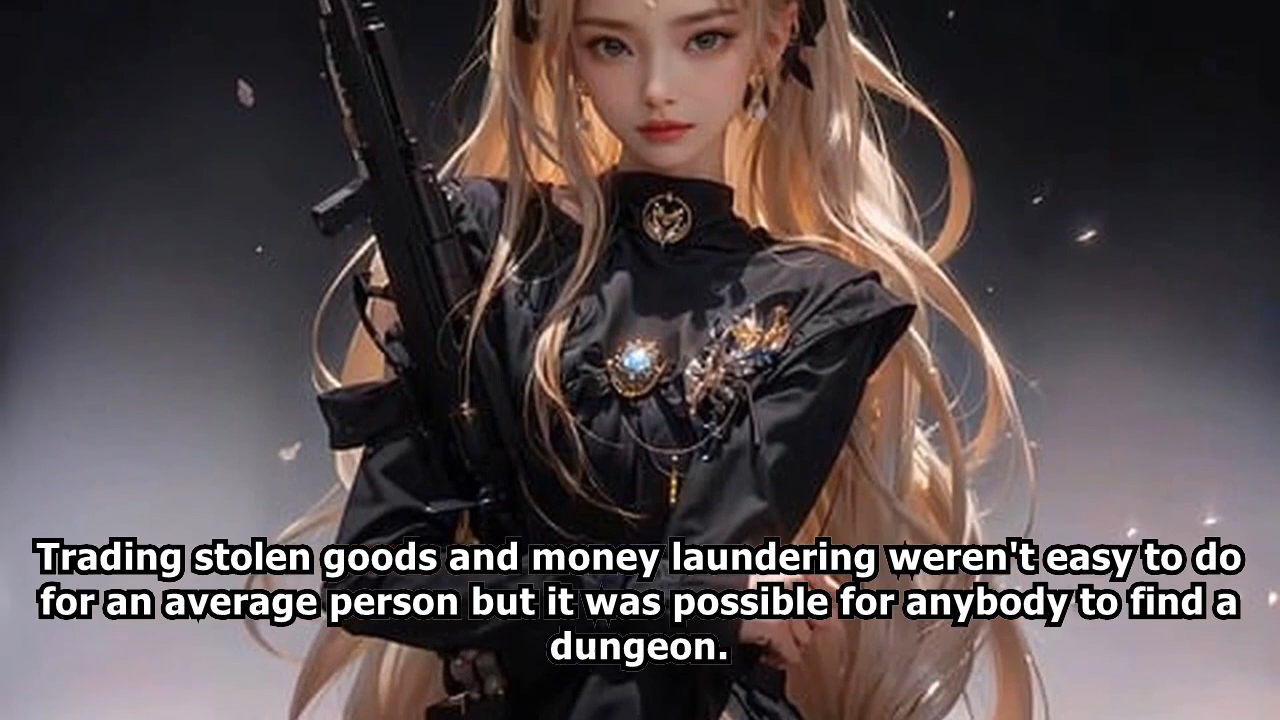 Trading stolen goods and money laundering weren't easy to do
for an average person but it was possible for anybody to find a
dungeon.